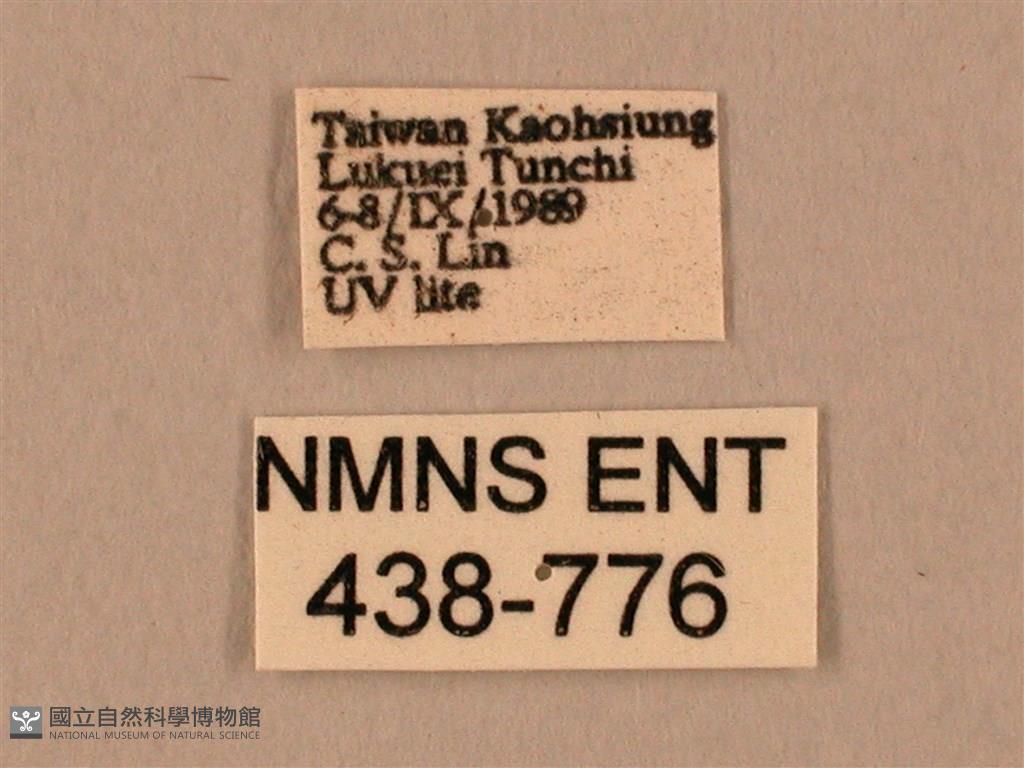 Taiwan Kaohsiung
Lukuei Tunchi
6-8/IX/1989
C. S. Lin
UV lite
NMNS ENT
438-776
國立自然科學博物館
NATIONAL MUSEUM OF NATURAL SCIENCE